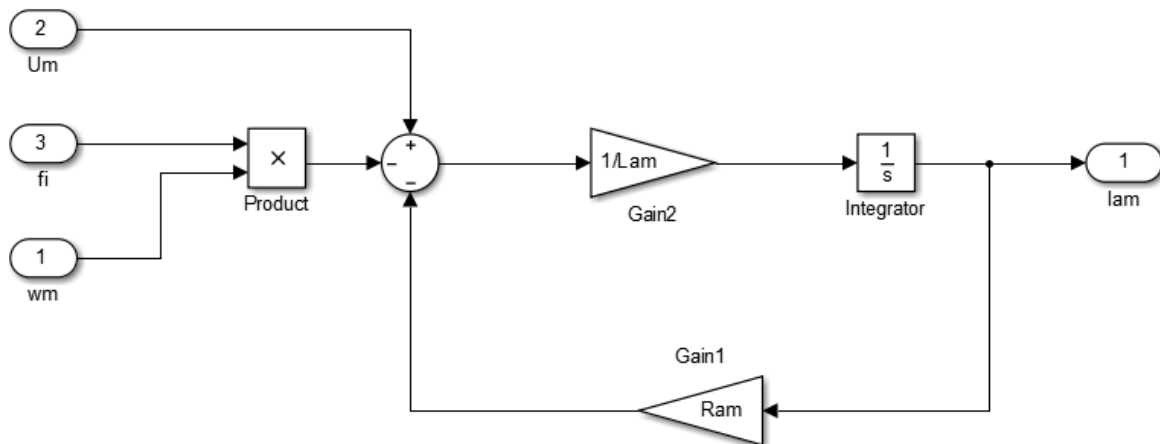 2
Um
3
fi
1
wm
×
Product
+
−
−
1/Lam
Gain2
1
s
Integrator
1
Iam
Gain1
Ram